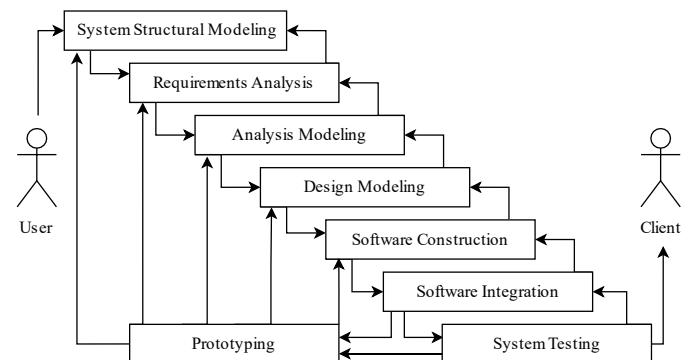 System Structural Modeling
Requirements Analysis
Analysis Modeling
Design Modeling
User
Client
Software Construction
Software Integration
Prototyping
System Testing